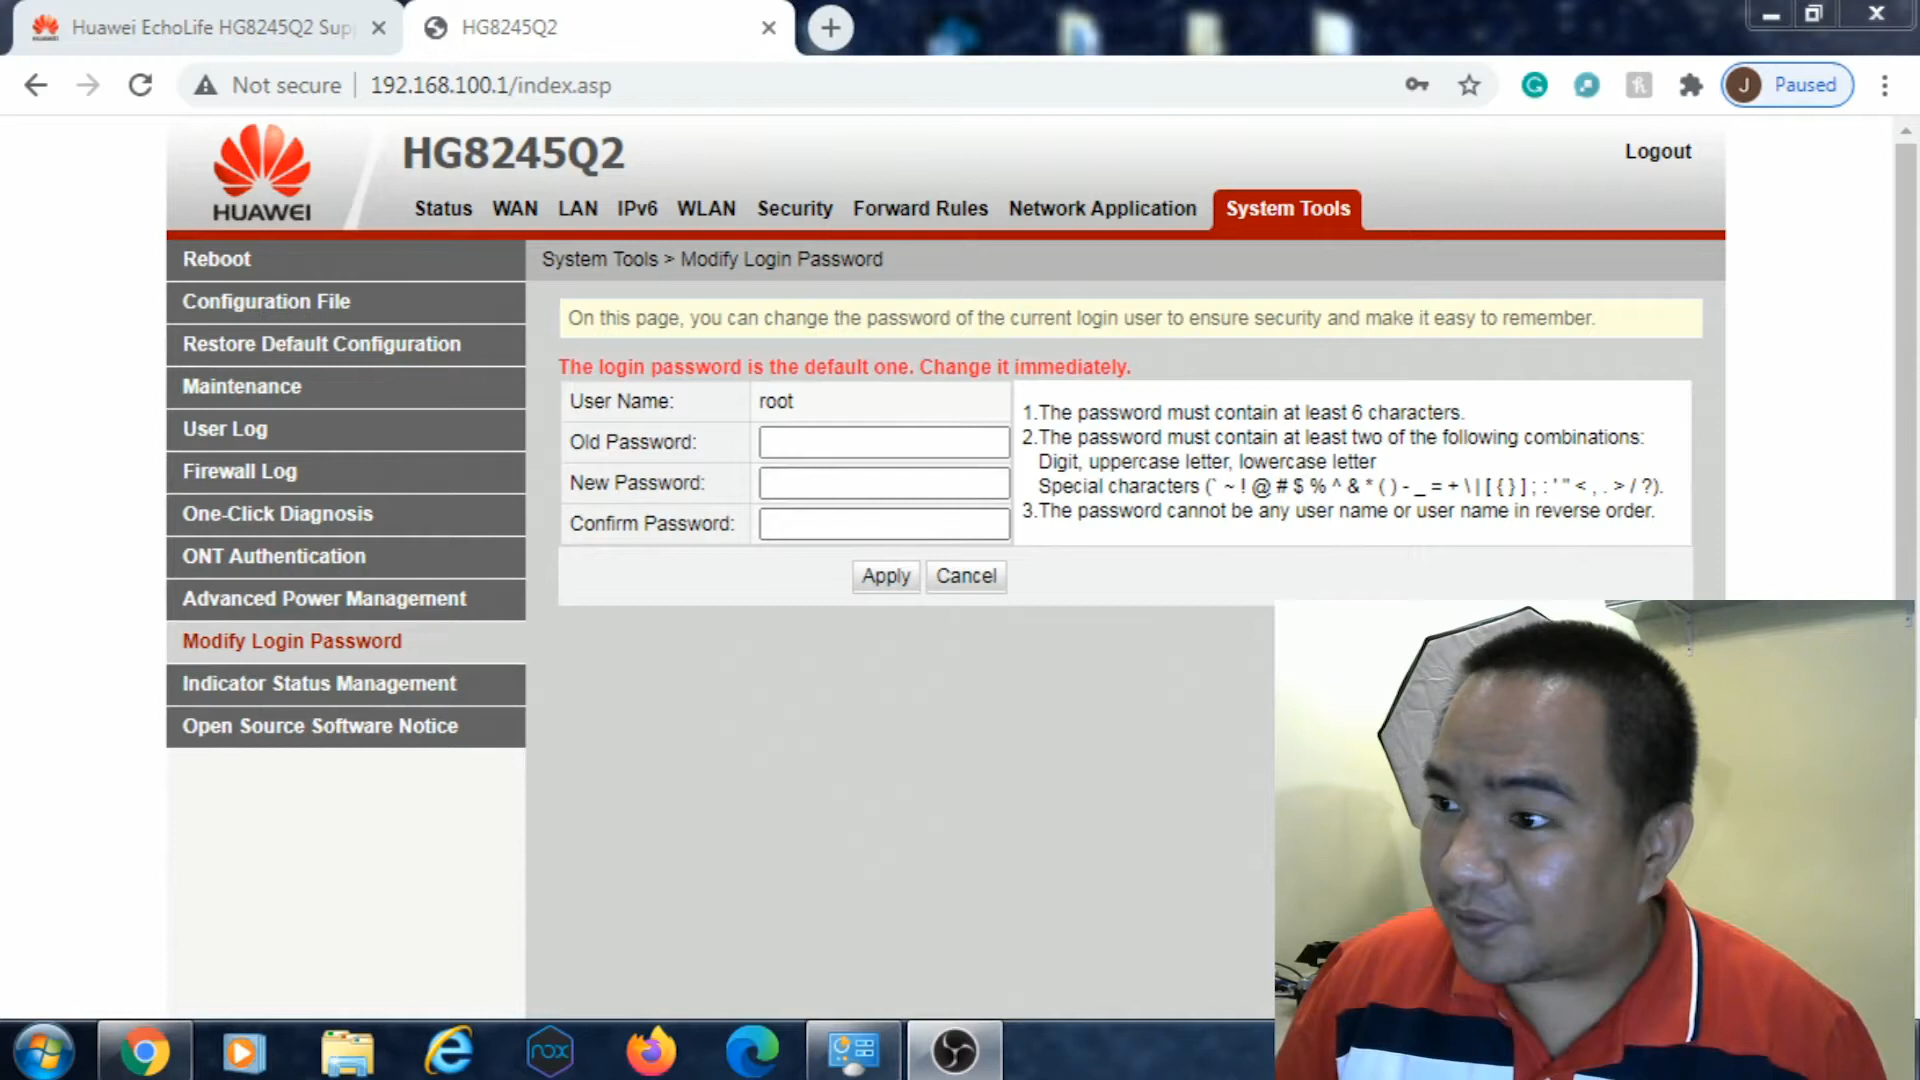 Huawei EchoLife HG8245Q2 Supp
HG8245Q2
Not secure
192.168.100.1/index.asp
J
Paused
HUAWEI
HG8245Q2
Logout
Status WAN LAN IPv6 WLAN Security Forward Rules Network Application System Tools
Reboot
Configuration File
Restore Default Configuration
Maintenance
User Log
Firewall Log
One-Click Diagnosis
ONT Authentication
Advanced Power Management
Modify Login Password
Indicator Status Management
Open Source Software Notice
System Tools > Modify Login Password
On this page, you can change the password of the current login user to ensure security and make it easy to remember.
The login password is the default one. Change it immediately.
User Name: root
Old Password:
New Password:
Confirm Password:
1.The password must contain at least 6 characters.
2.The password must contain at least two of the following combinations:
Digit, uppercase letter, lowercase letter
Special characters (` ~ ! @ # $ % ^ & * ( ) - _ = + \ | [ { } ] ; : ' " < , . > / ?).
3.The password cannot be any user name or user name in reverse order.
Apply Cancel
nox